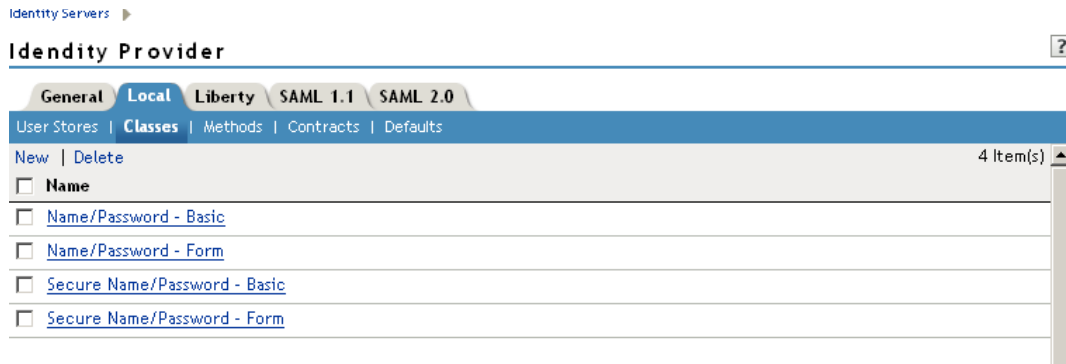 Identity Servers
Idendity Provider
?
General Local Liberty SAML 1.1 SAML 2.0
User Stores | Classes | Methods | Contracts | Defaults
New | Delete 4 Item(s)
Name
Name/Password - Basic
Name/Password - Form
Secure Name/Password - Basic
Secure Name/Password - Form